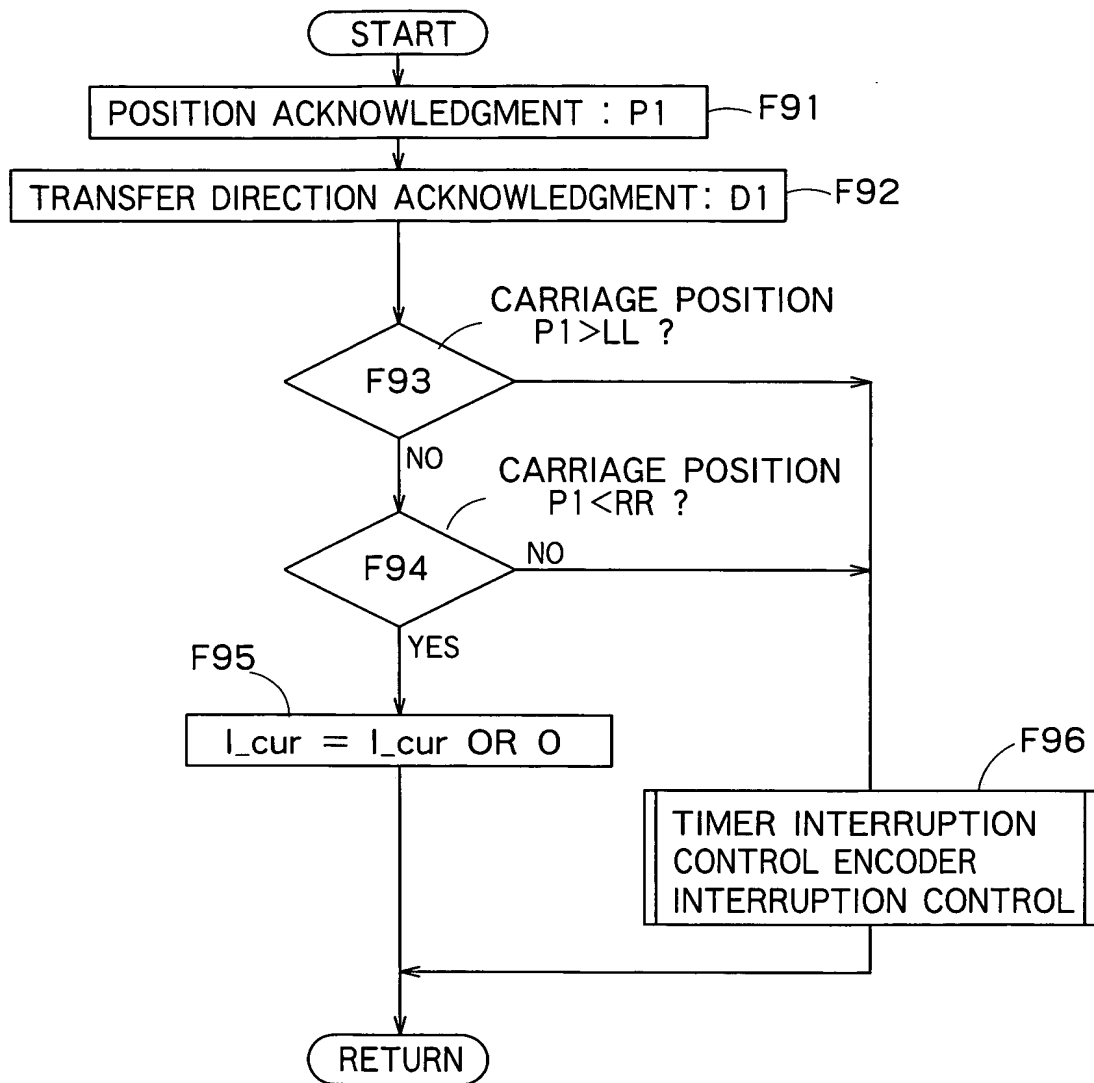 START
POSITION ACKNOWLEDGMENT : P1
F91
TRANSFER DIRECTION ACKNOWLEDGMENT: D1
F92
CARRIAGE POSITION
P1>LL ?
F93
NO
CARRIAGE POSITION
P1<RR ?
F94
NO
YES
F95
I_cur = I_cur OR O
F96
TIMER INTERRUPTION
CONTROL ENCODER
INTERRUPTION CONTROL
RETURN